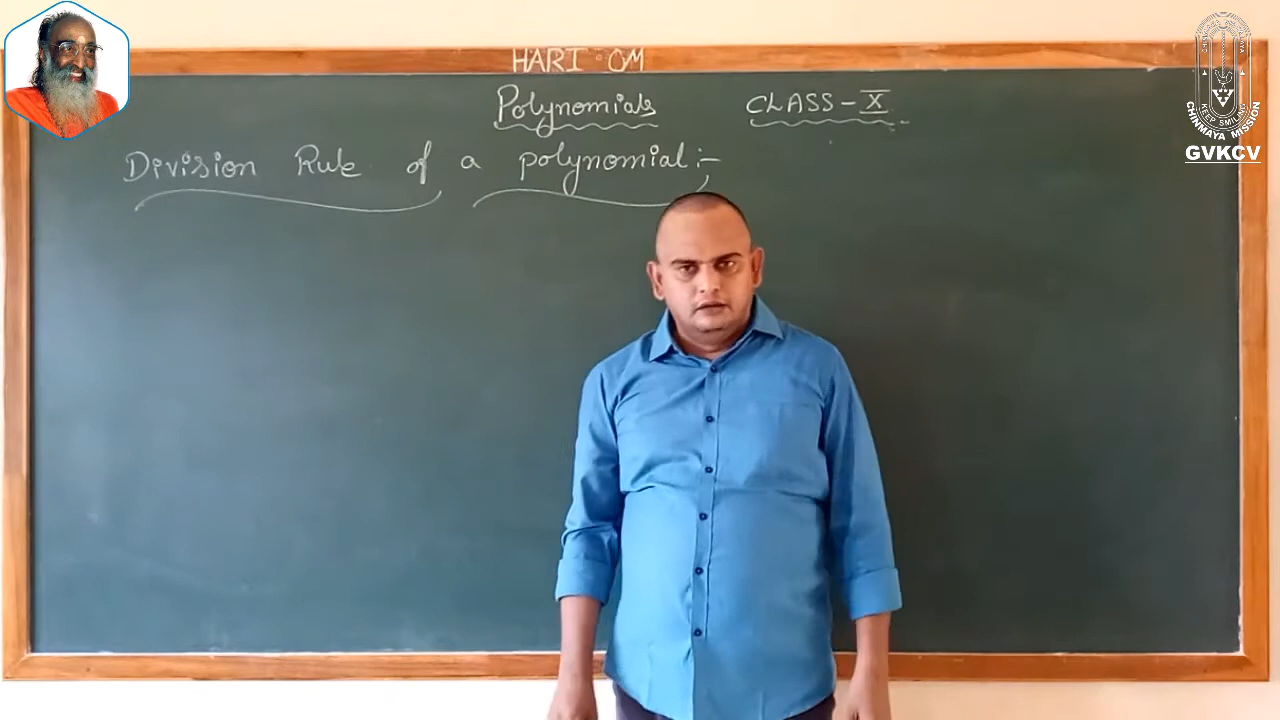 HARI OM
Polynomials CLASS - X
Division Rule of a polynomial :-
KEEP SMILING
CHINMAYA MISSION
GVKCV